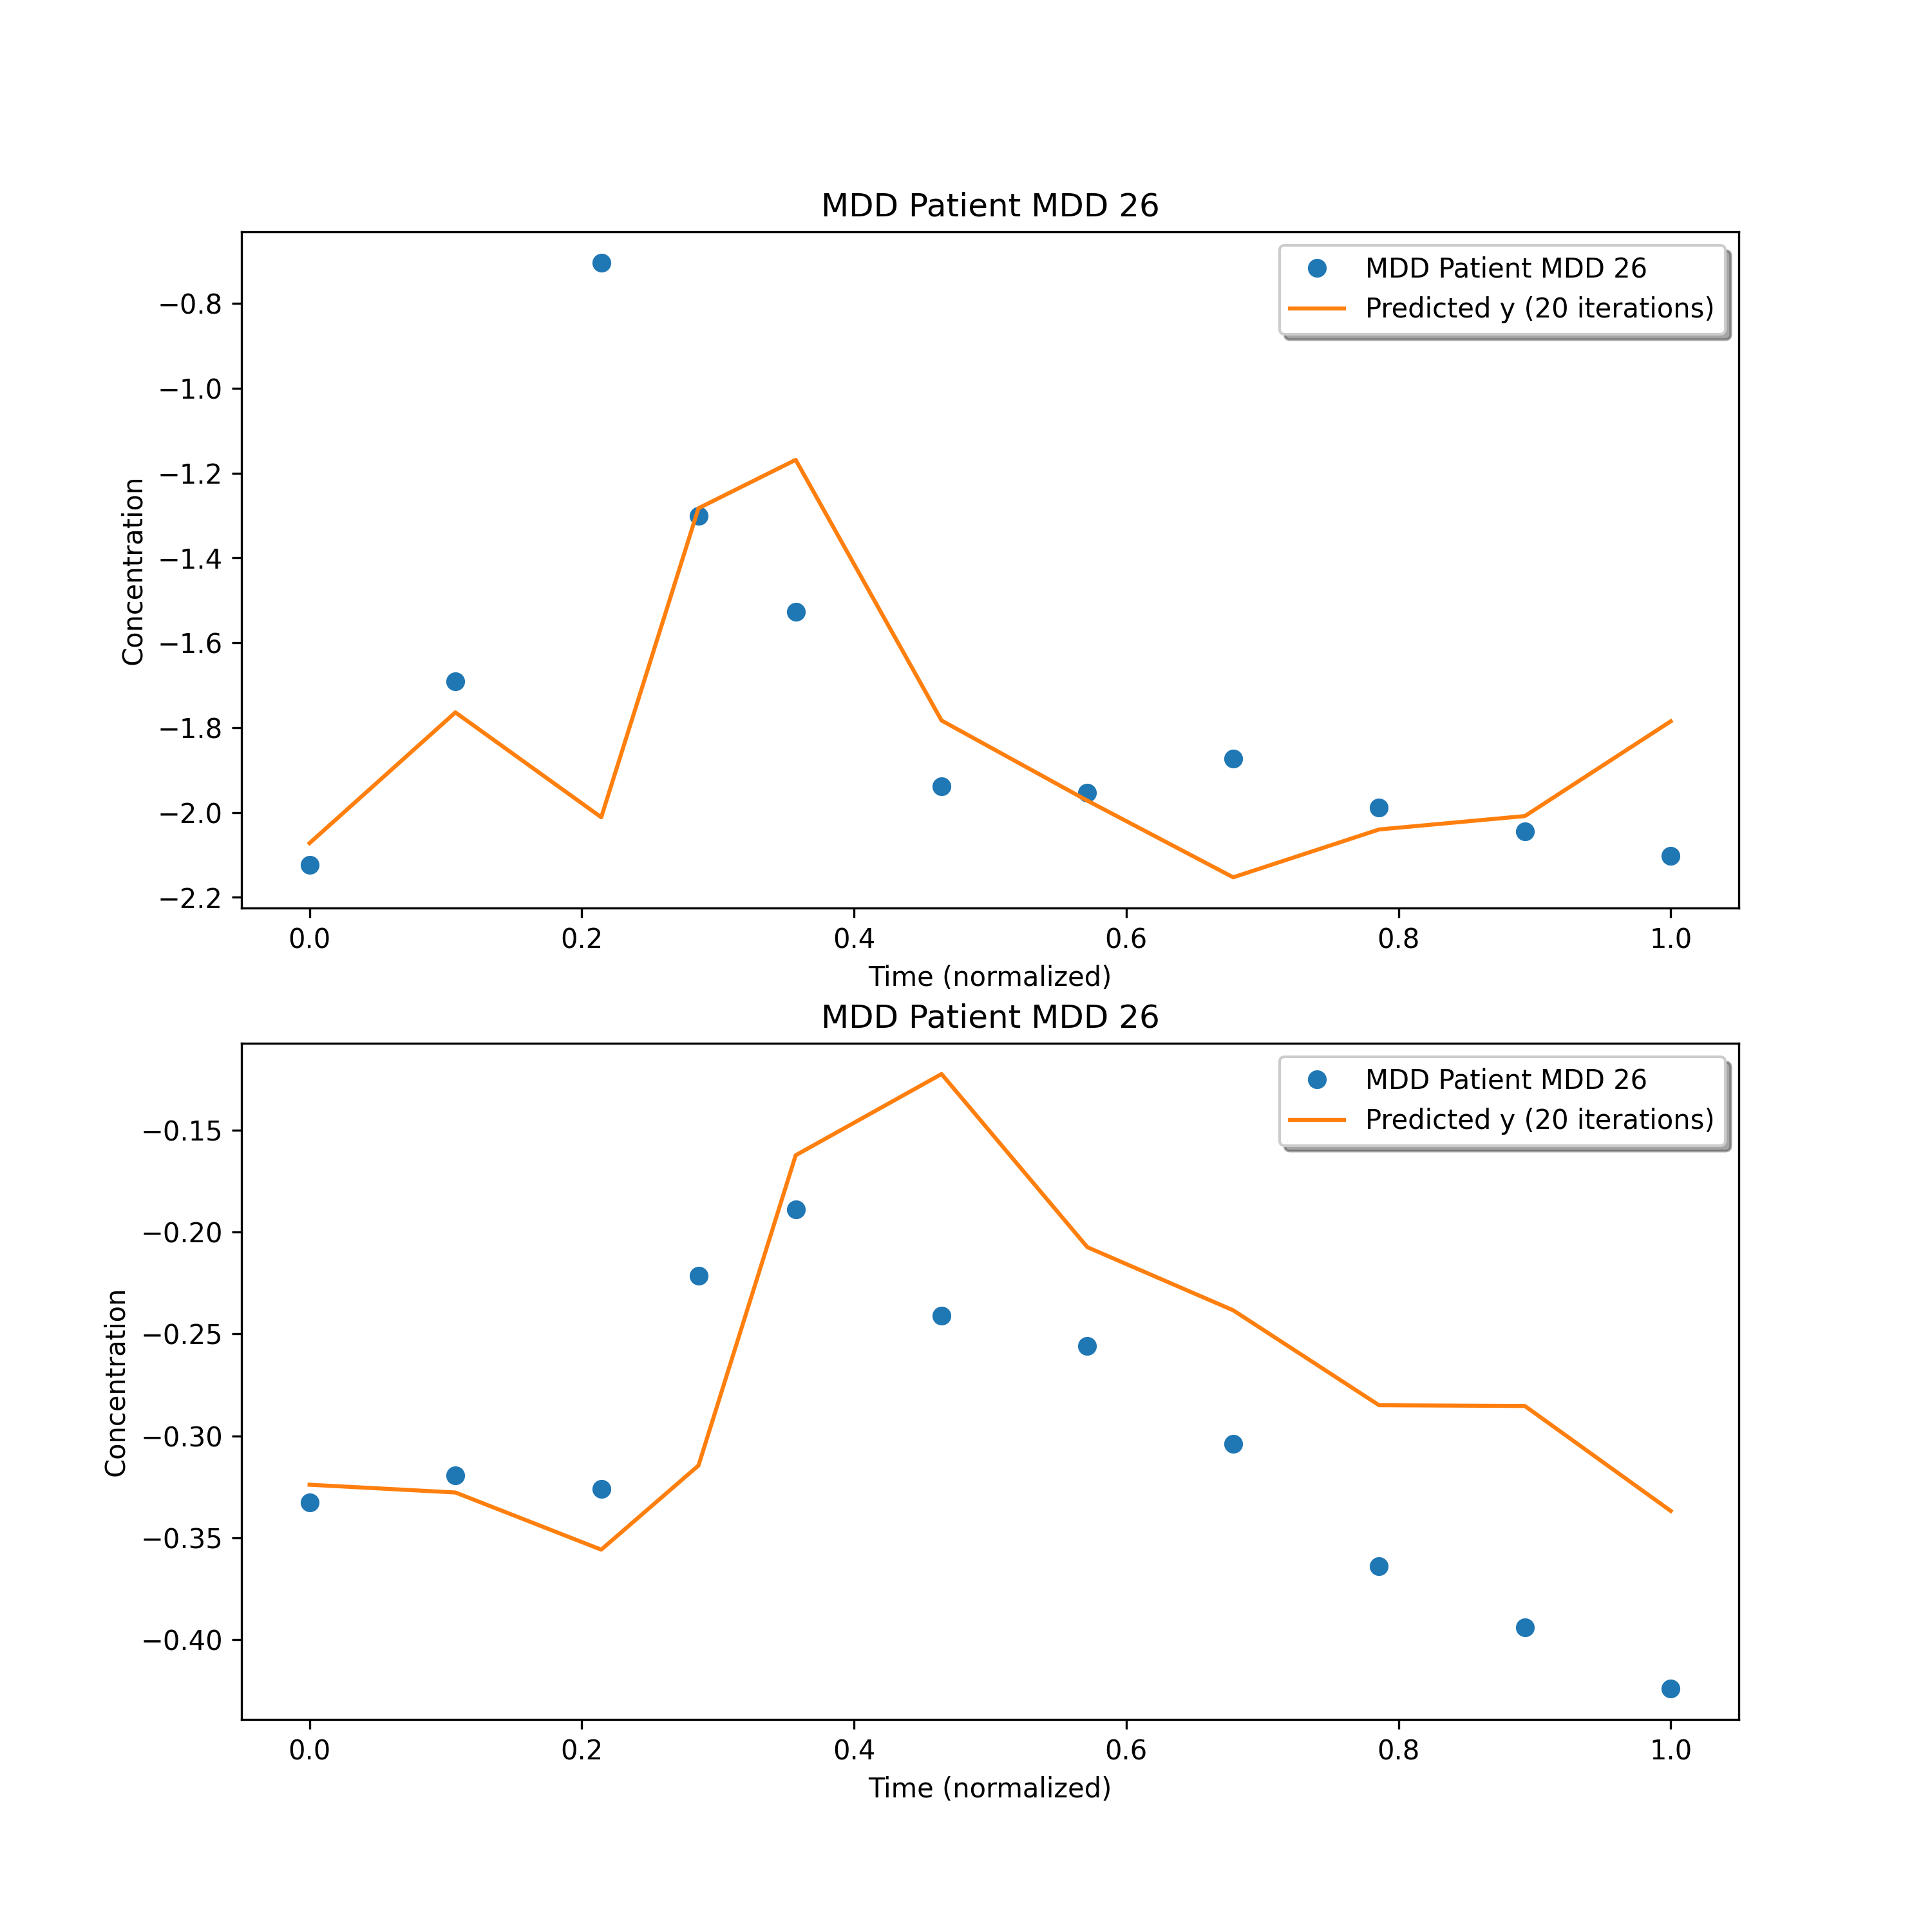 MDD Patient MDD 26
MDD Patient MDD 26
Predicted y (20 iterations)
−0.8
−1.0
−1.2
−1.4
−1.6
−1.8
−2.0
−2.2
Concentration
0.0 0.2 0.4 0.6 0.8 1.0
Time (normalized)
MDD Patient MDD 26
MDD Patient MDD 26
Predicted y (20 iterations)
−0.15
−0.20
−0.25
−0.30
−0.35
−0.40
Concentration
0.0 0.2 0.4 0.6 0.8 1.0
Time (normalized)